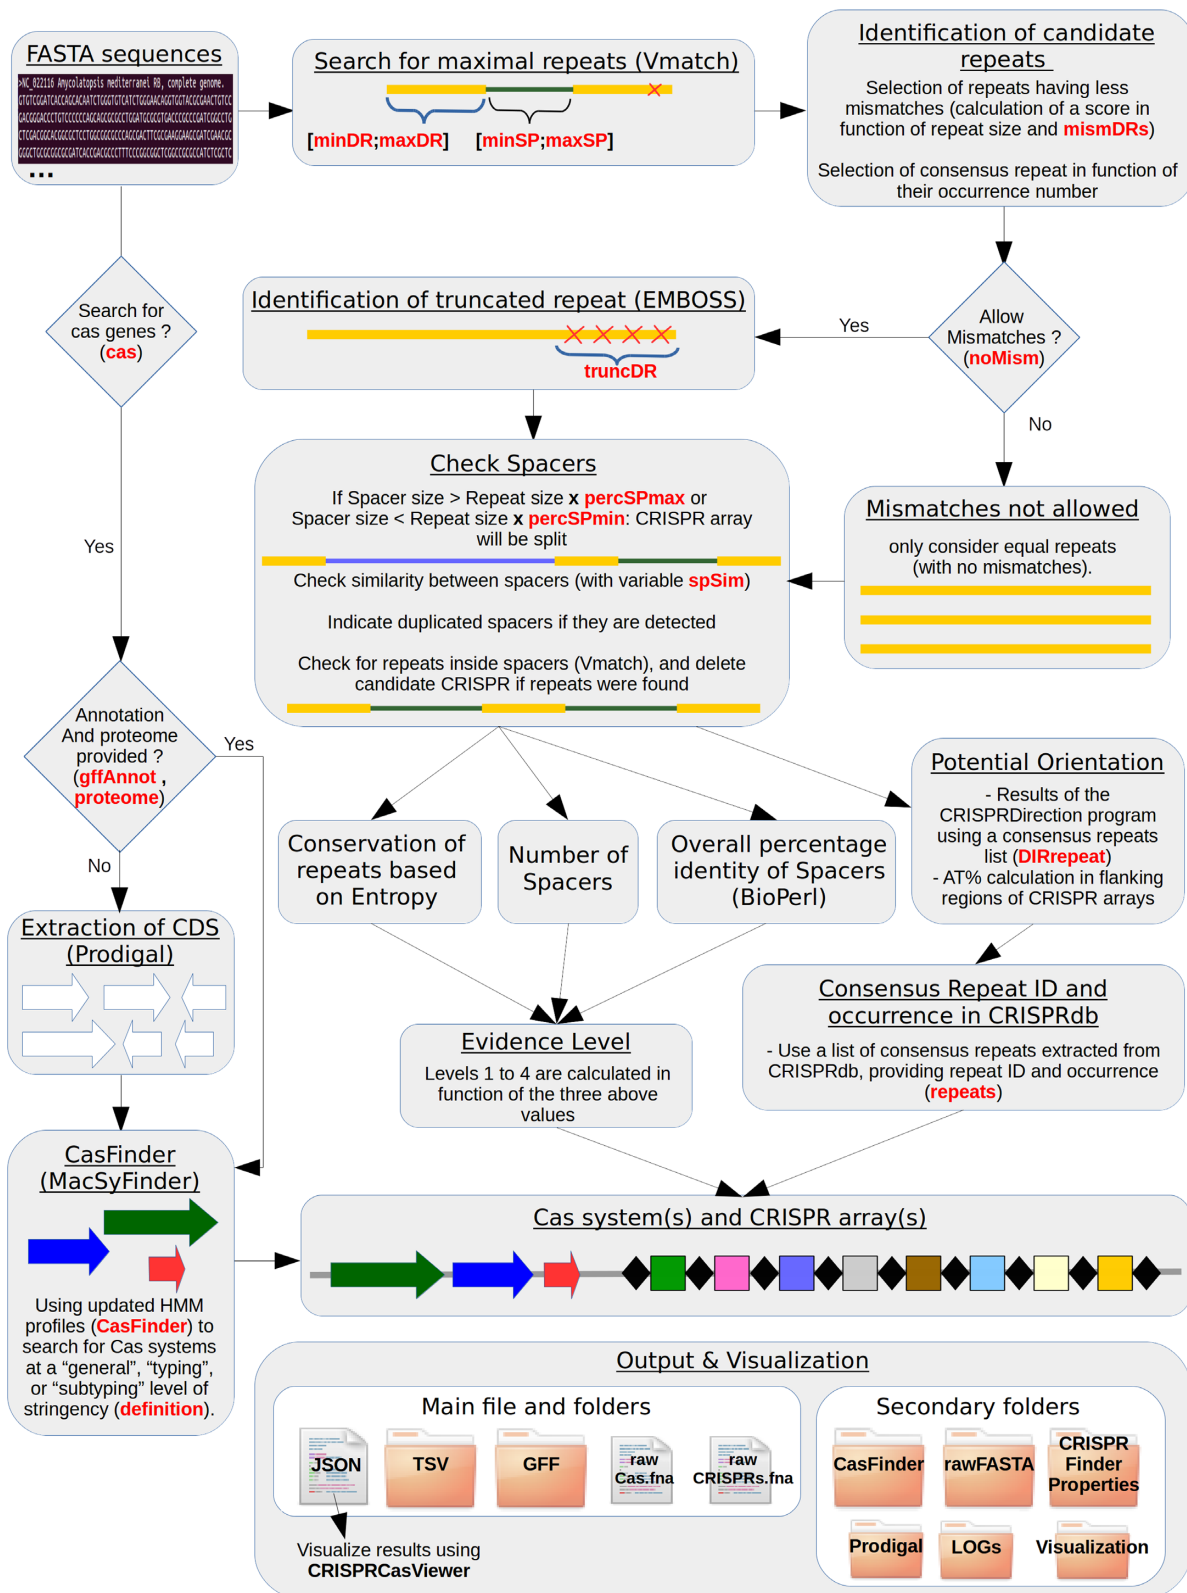 FASTA sequences
>NC_022116 Amycolatopsis mediterranei RB, complete genome.
GTGTCGGATCACCAGCACAATCTGGGTGTCATCTGGGAACAGGTGGTACGCGAACTGTCC
GACGGGACCCTGTCCCCCCAGCAGCGCGCCTGGATCCGCGTGACCCGCCCGATCGGCCTG
CTCGACGGCACGGCGCTCCTGGCGGCGCCCAGCGACTTCGCGAAGGAAGCGATCGAACGC
GGGCTGCGCGGCGCGATCACCGACGCCCTTTCCCGGCGGCTCGGCCGCGCCATCTCGCTC
...
Search for maximal repeats (Vmatch)
[minDR;maxDR] [minSP;maxSP]
Identification of candidate
repeats
Selection of repeats having less
mismatches (calculation of a score in
function of repeat size and mismDRs)
Selection of consensus repeat in function of
their occurrence number
Search for
cas genes ?
(cas)
Identification of truncated repeat (EMBOSS)
truncDR
Yes
Allow
Mismatches ?
(noMism)
No
Check Spacers
If Spacer size > Repeat size x percSPmax or
Spacer size < Repeat size x percSPmin: CRISPR array
will be split
Check similarity between spacers (with variable spSim)
Indicate duplicated spacers if they are detected
Check for repeats inside spacers (Vmatch), and delete
candidate CRISPR if repeats were found
Mismatches not allowed
only consider equal repeats
(with no mismatches).
Yes
Annotation
And proteome
provided ?
(gffAnnot ,
proteome)
Yes
No
Conservation of
repeats based
on Entropy
Number of
Spacers
Overall percentage
identity of Spacers
(BioPerl)
Potential Orientation
- Results of the
CRISPRDirection program
using a consensus repeats
list (DIRrepeat)
- AT% calculation in flanking
regions of CRISPR arrays
Extraction of CDS
(Prodigal)
Evidence Level
Levels 1 to 4 are calculated in
function of the three above
values
Consensus Repeat ID and
occurrence in CRISPRdb
- Use a list of consensus repeats extracted from
CRISPRdb, providing repeat ID and occurrence
(repeats)
CasFinder
(MacSyFinder)
Using updated HMM
profiles (CasFinder) to
search for Cas systems
at a “general”, “typing”,
or “subtyping” level of
stringency (definition).
Cas system(s) and CRISPR array(s)
Output & Visualization
Main file and folders
JSON
TSV
GFF
raw
Cas.fna
raw
CRISPRs.fna
Visualize results using
CRISPRCasViewer
Secondary folders
CasFinder
rawFASTA
CRISPR
Finder
Properties
Prodigal
LOGs
Visualization